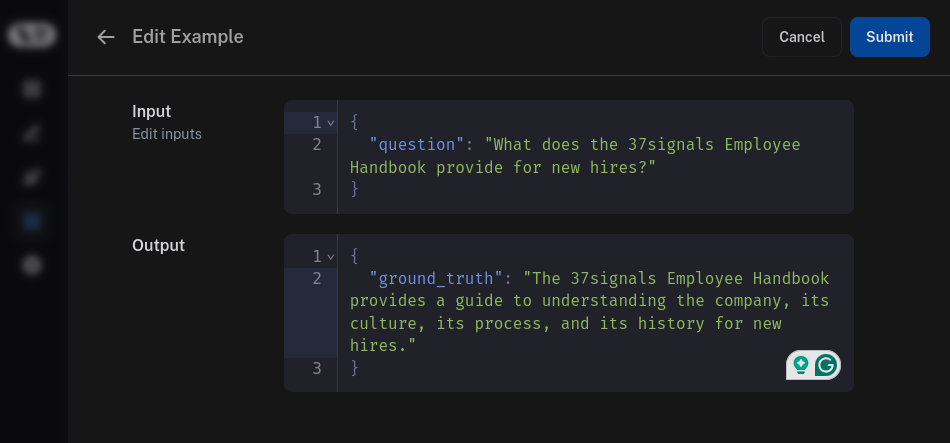 Edit Example
Cancel
Submit
Input
Edit inputs
1
{
2
"question": "What does the 37signals Employee
Handbook provide for new hires?"
3
}
Output
1
{
2
"ground_truth": "The 37signals Employee Handbook
provides a guide to understanding the company, its
culture, its process, and its history for new
hires."
3
}